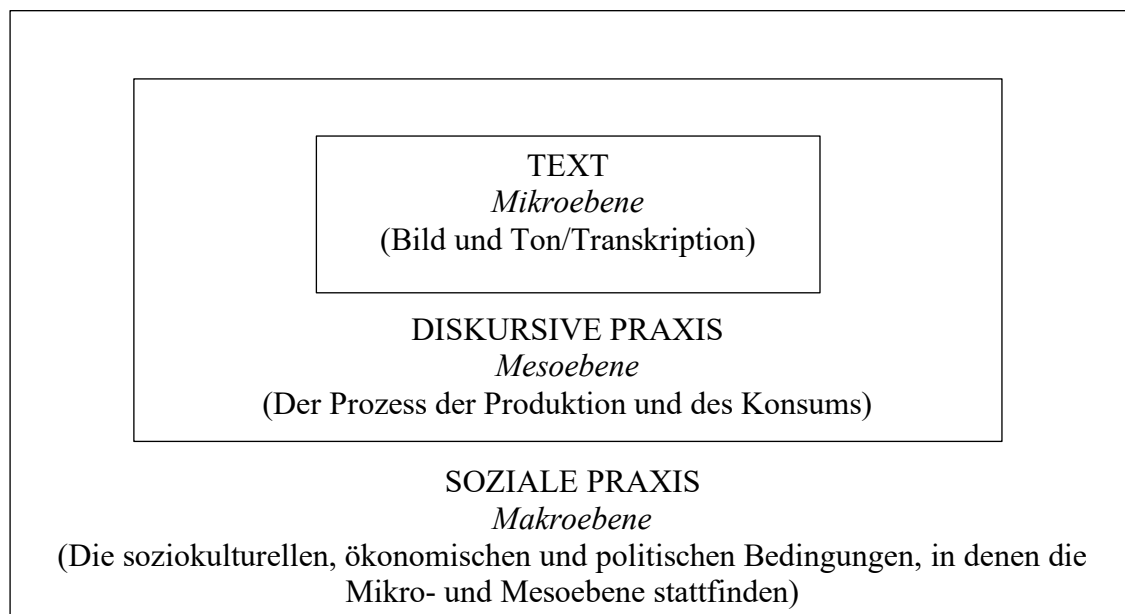 TEXT
Mikroebene
(Bild und Ton/Transkription)
DISKURSIVE PRAXIS
Mesoebene
(Der Prozess der Produktion und des Konsums)
SOZIALE PRAXIS
Makroebene
(Die soziokulturellen, ökonomischen und politischen Bedingungen, in denen die
Mikro- und Mesoebene stattfinden)